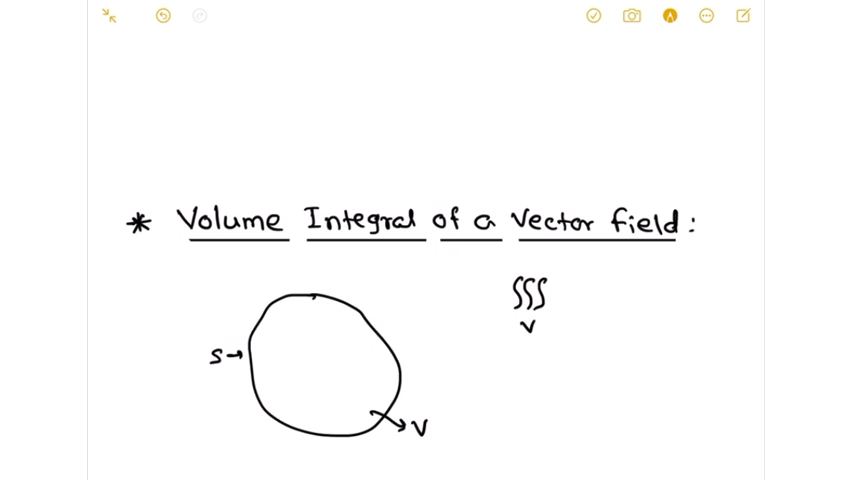 * Volume Integral of a Vector field:
∫∫∫
V
S→
V